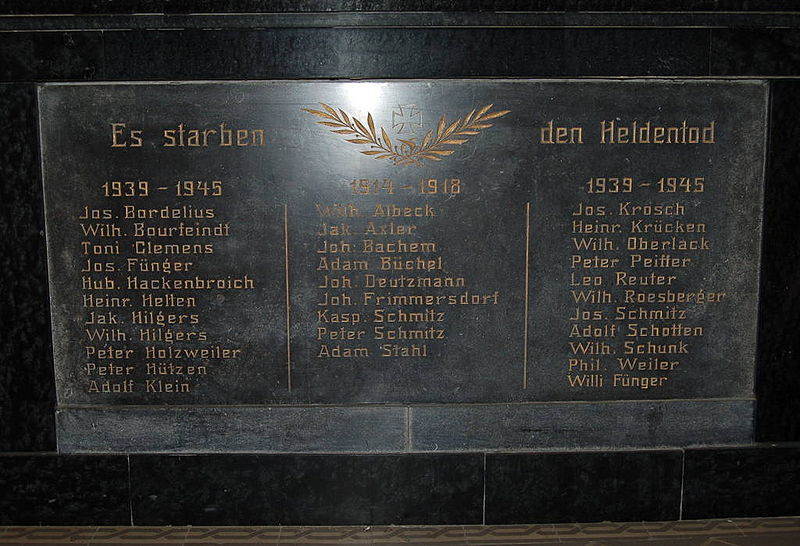 Es starben den Heldentod
1939 - 1945
Jos. Bordelius
Wilh. Bourfeindt
Toni Clemens
Jos. Fünger
Hub. Hackenbroich
Heinr. Hetten
Jak. Hilgers
Wilh. Hilgers
Peter Holzweiler
Peter Hützen
Adolf Klein
1914 - 1918
Wilh. Albeck
Jak. Axler
Joh. Bachem
Adam Büchel
Joh. Deutzmann
Joh. Frimmersdorf
Kasp. Schmitz
Peter Schmitz
Adam Stahl
1939 - 1945
Jos. Krosch
Heinr. Krücken
Wilh. Oberlack
Peter Peiffer
Leo Reuter
Wilh. Roesberger
Jos. Schmitz
Adolf Schotten
Wilh. Schunk
Phil. Weiler
Willi Fünger